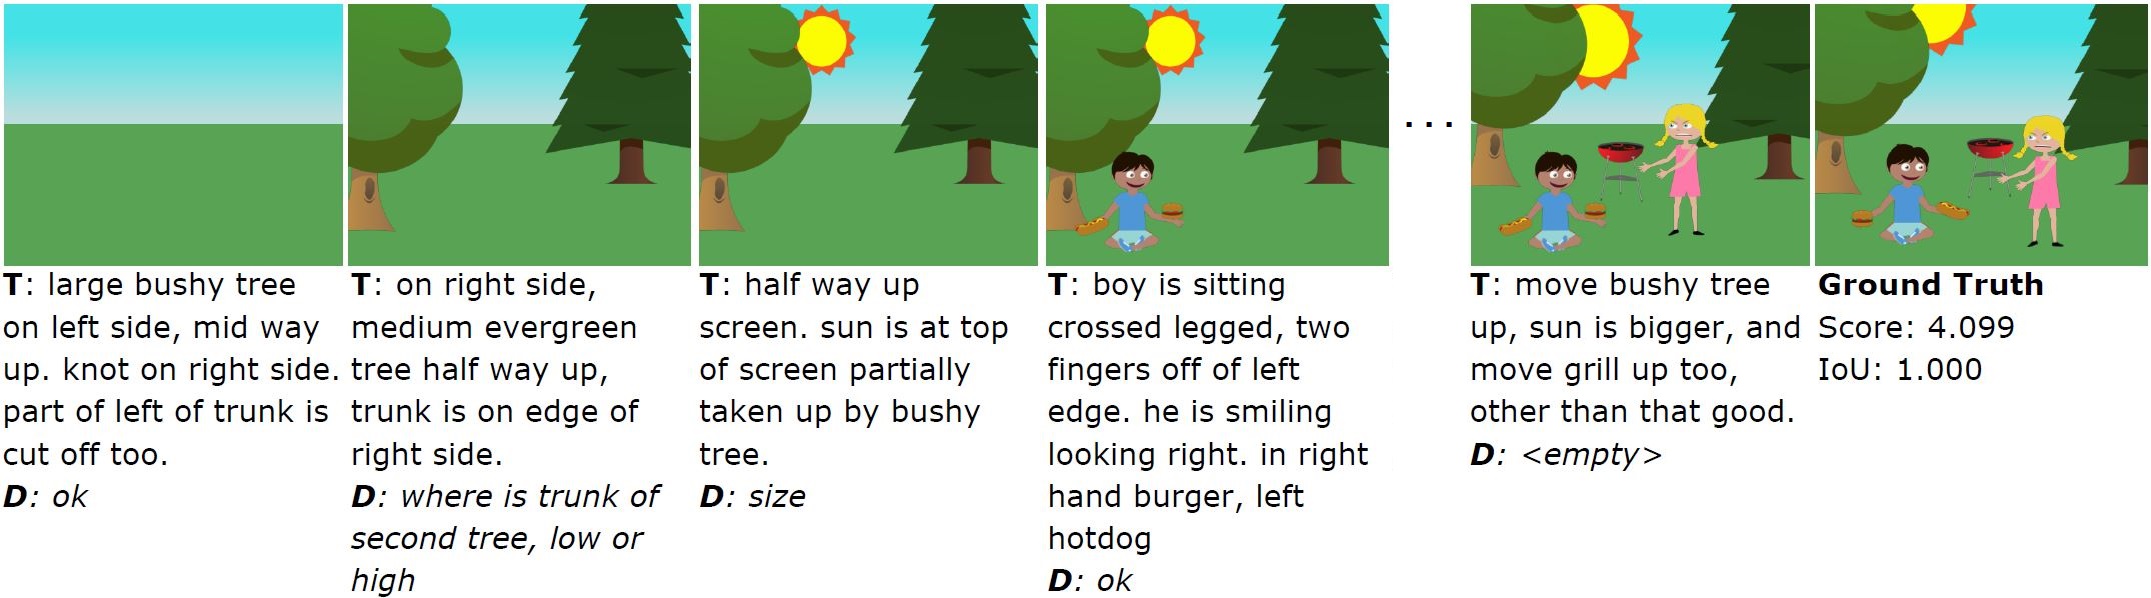 T: large bushy tree
on left side, mid way
up. knot on right side.
part of left of trunk is
cut off too.
D: ok
T: on right side,
medium evergreen
tree half way up,
trunk is on edge of
right side.
D: where is trunk of
second tree, low or
high
T: half way up
screen. sun is at top
of screen partially
taken up by bushy
tree.
D: size
T: boy is sitting
crossed legged, two
fingers off of left
edge. he is smiling
looking right. in right
hand burger, left
hotdog
D: ok
. . .
T: move bushy tree
up, sun is bigger, and
move grill up too,
other than that good.
D: <empty>
Ground Truth
Score: 4.099
IoU: 1.000